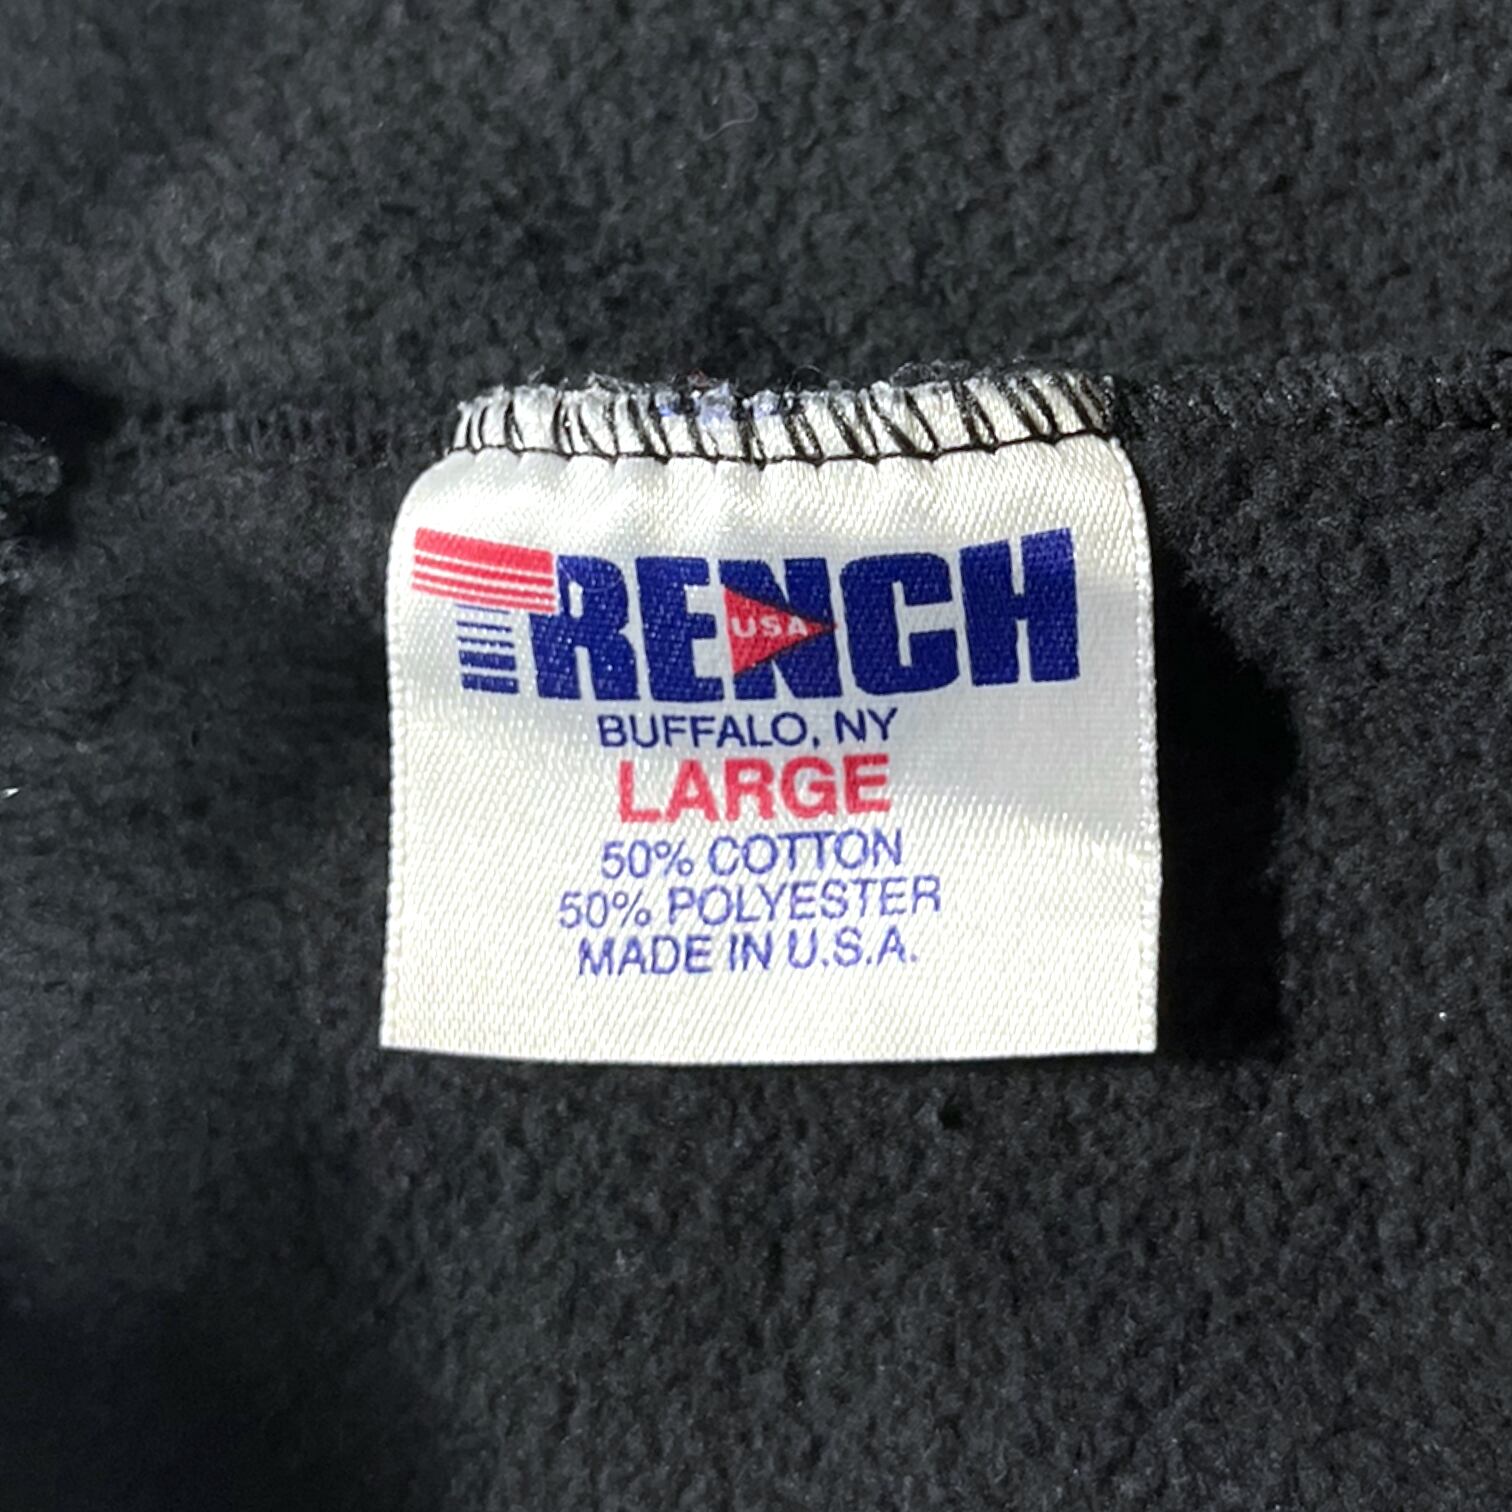 TRENCH
USA
BUFFALO, NY
LARGE
50% COTTON
50% POLYESTER
MADE IN U.S.A.